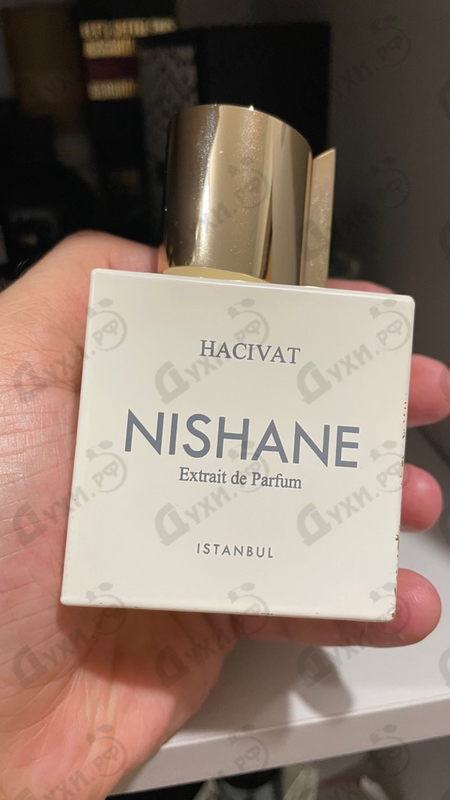 HACIVAT
NISHANE
Extrait de Parfum
ISTANBUL
Духи.рф